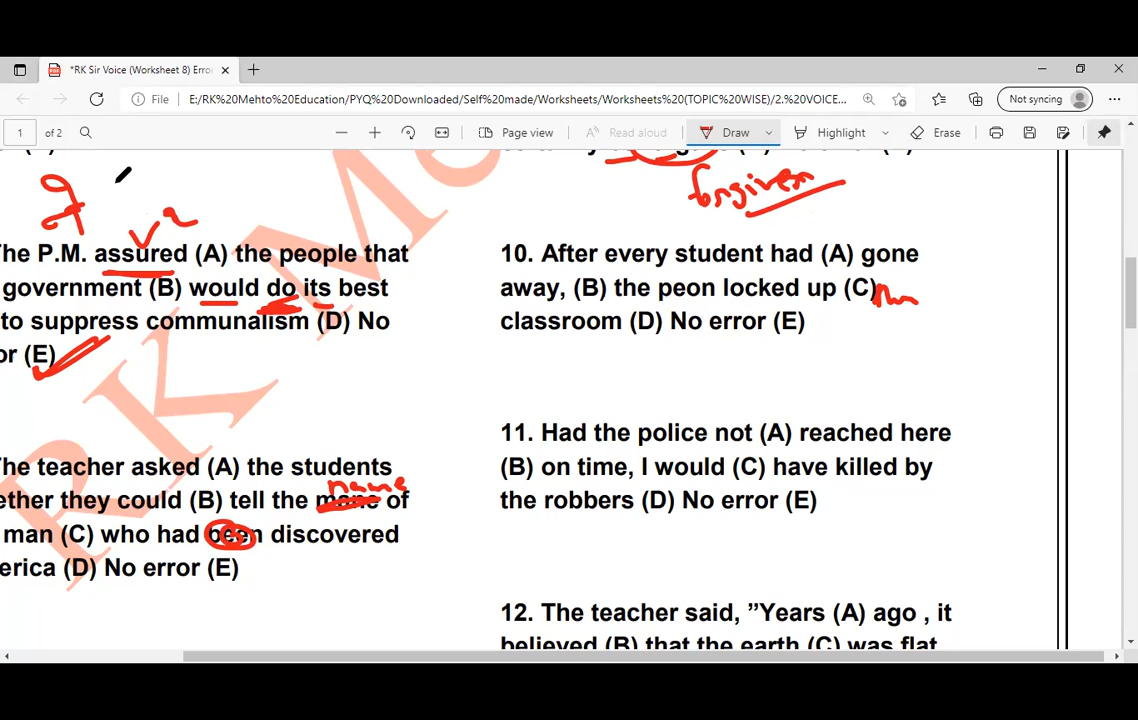 *RK Sir Voice (Worksheet 8) Erro
File
E:/RK%20Mehto%20Education/PYQ%20Downloaded/Self%20made/Worksheets/Worksheets%20(TOPIC%20WISE)/2.%20VOICE...
Not syncing
1 of 2
Page view
Read aloud
Draw
Highlight
Erase
he P.M. assured (A) the people that
government (B) would do its best
to suppress communalism (D) No
or (E)
he teacher asked (A) the students
name
ether they could (B) tell the mane of
man (C) who had been discovered
erica (D) No error (E)
RK Me
forgiven
10. After every student had (A) gone
away, (B) the peon locked up (C)
classroom (D) No error (E)
11. Had the police not (A) reached here
(B) on time, I would (C) have killed by
the robbers (D) No error (E)
12. The teacher said, ”Years (A) ago , it
believed (B) that the earth (C) was flat